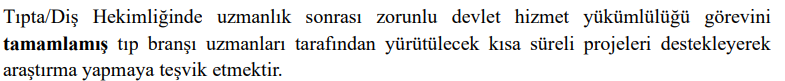 Tıpta/Diş Hekimliğinde uzmanlık sonrası zorunlu devlet hizmet yükümlülüğü görevini
tamamlamış tıp branşı uzmanları tarafından yürütülecek kısa süreli projeleri destekleyerek
araştırma yapmaya teşvik etmektir.